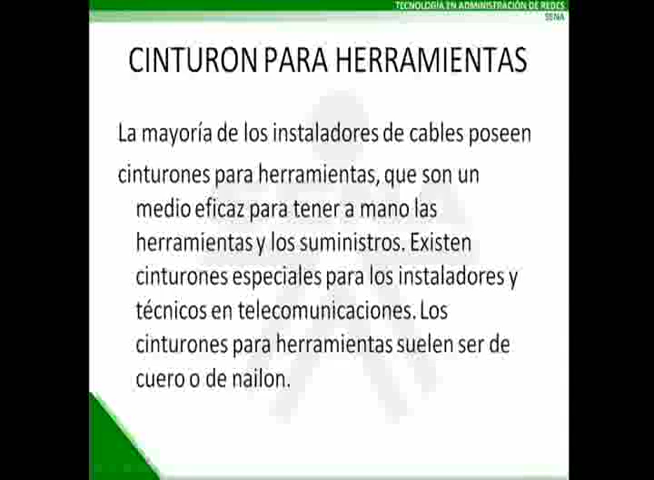 TECNOLOGÍA EN ADMINISTRACIÓN DE REDES
SENA
CINTURON PARA HERRAMIENTAS
La mayoría de los instaladores de cables poseen
cinturones para herramientas, que son un
medio eficaz para tener a mano las
herramientas y los suministros. Existen
cinturones especiales para los instaladores y
técnicos en telecomunicaciones. Los
cinturones para herramientas suelen ser de
cuero o de nailon.